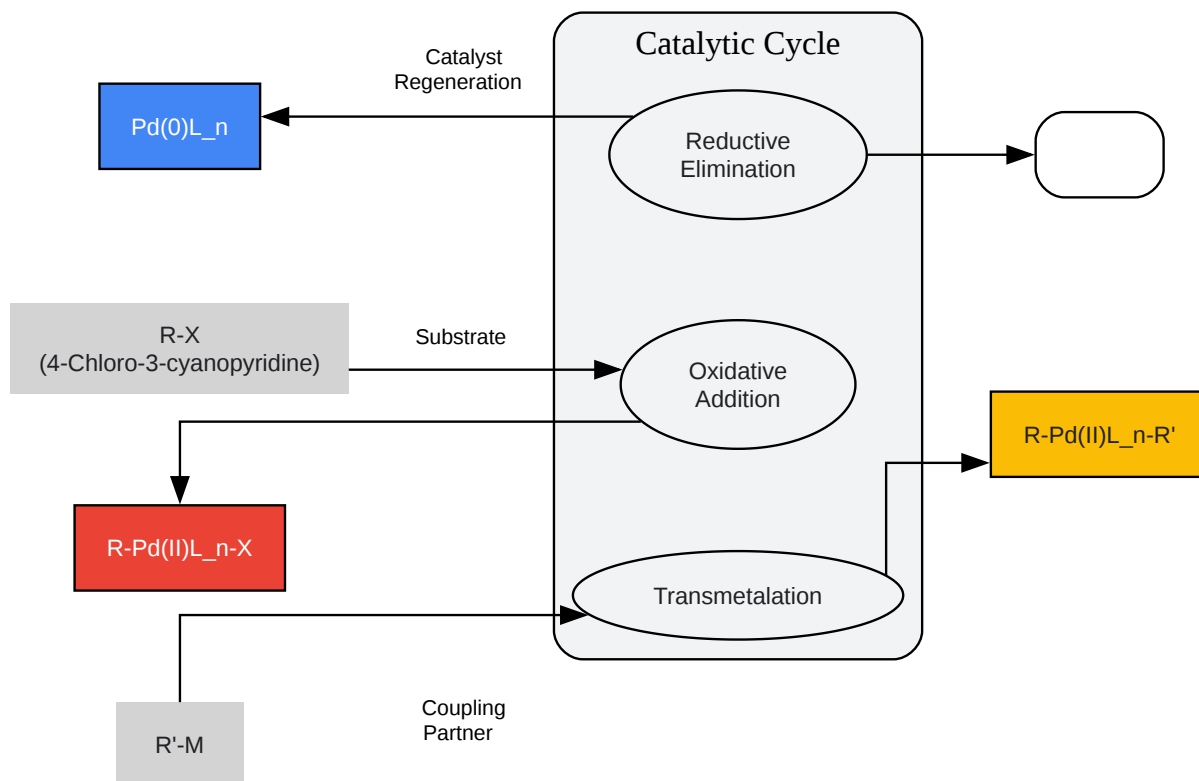 Catalytic Cycle
Catalyst
Regeneration
Pd(0)L_n
Reductive
Elimination
R-X
(4-Chloro-3-cyanopyridine)
Substrate
Oxidative
Addition
R-Pd(II)L_n-R'
R-Pd(II)L_n-X
Transmetalation
Coupling
Partner
R'-M